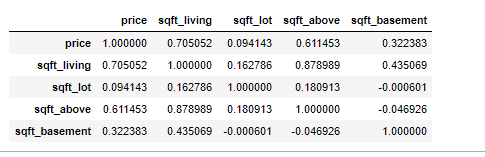 price sqft_living sqft_lot sqft_above sqft_basement
price 1.000000 0.705052 0.094143 0.611453 0.322383
sqft_living 0.705052 1.000000 0.162786 0.878989 0.435069
sqft_lot 0.094143 0.162786 1.000000 0.180913 -0.000601
sqft_above 0.611453 0.878989 0.180913 1.000000 -0.046926
sqft_basement 0.322383 0.435069 -0.000601 -0.046926 1.000000